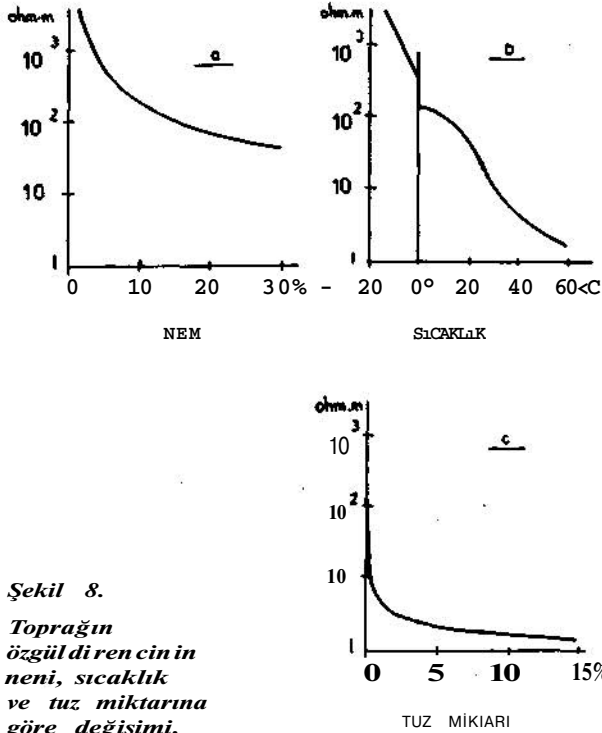 ohm-m
10³
a
10²
10
1
0 10 20 30%
NEM
ohm.m
10³
b
10²
10
1
- 20 0° 20 40 60<C
SıCAKLıK
ohm.m
10³
c
10²
10
1
0 5 10 15%
TUZ MİKIARI
Şekil 8.
Toprağın
özgül di ren cin in
neni, sıcaklık
ve tuz miktarına
göre değişimi.